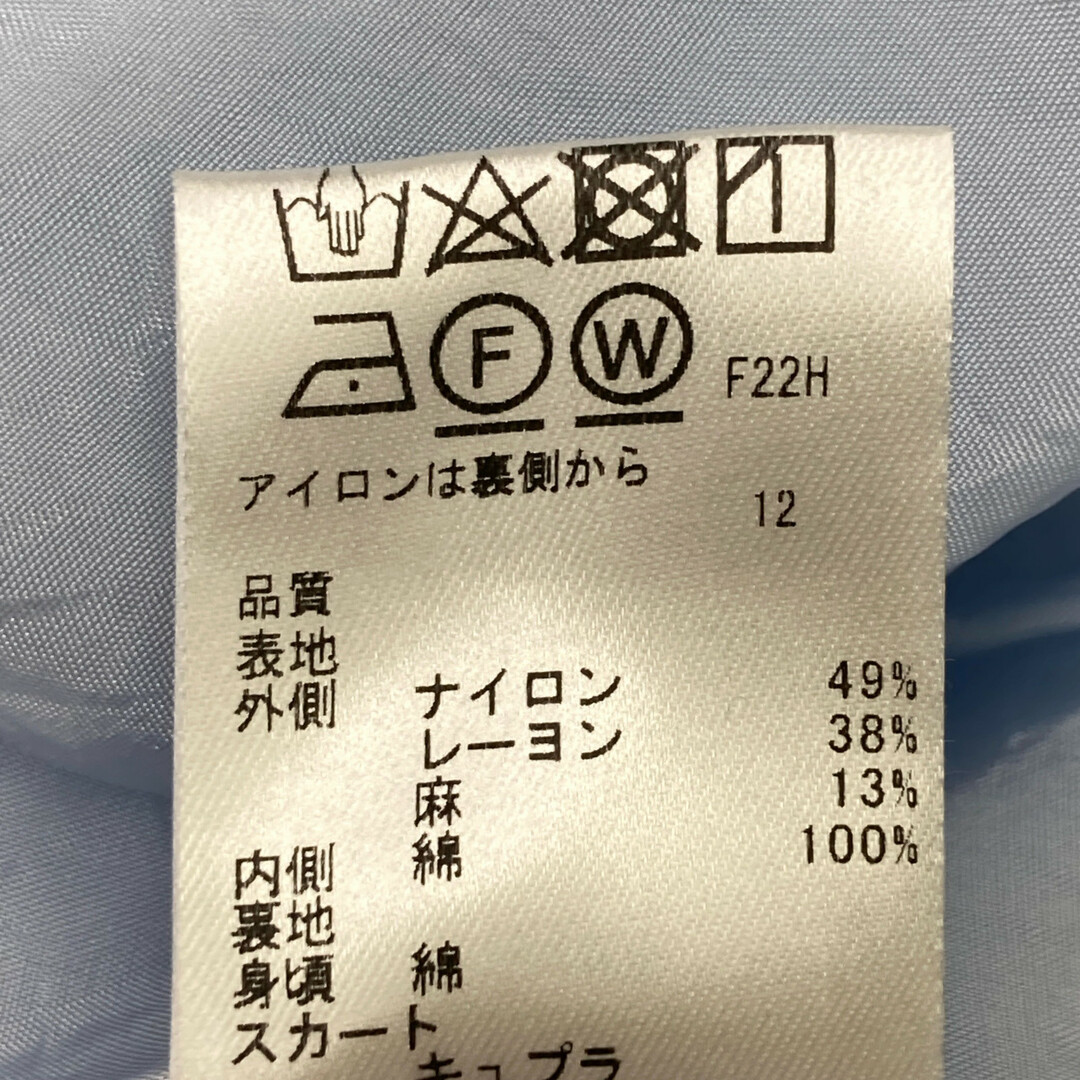 F W F22H
アイロンは裏側から
12
品質
表地
外側 ナイロン 49%
レーヨン 38%
麻 13%
内側 綿 100%
裏地
身頃 綿
スカート
キュプラ